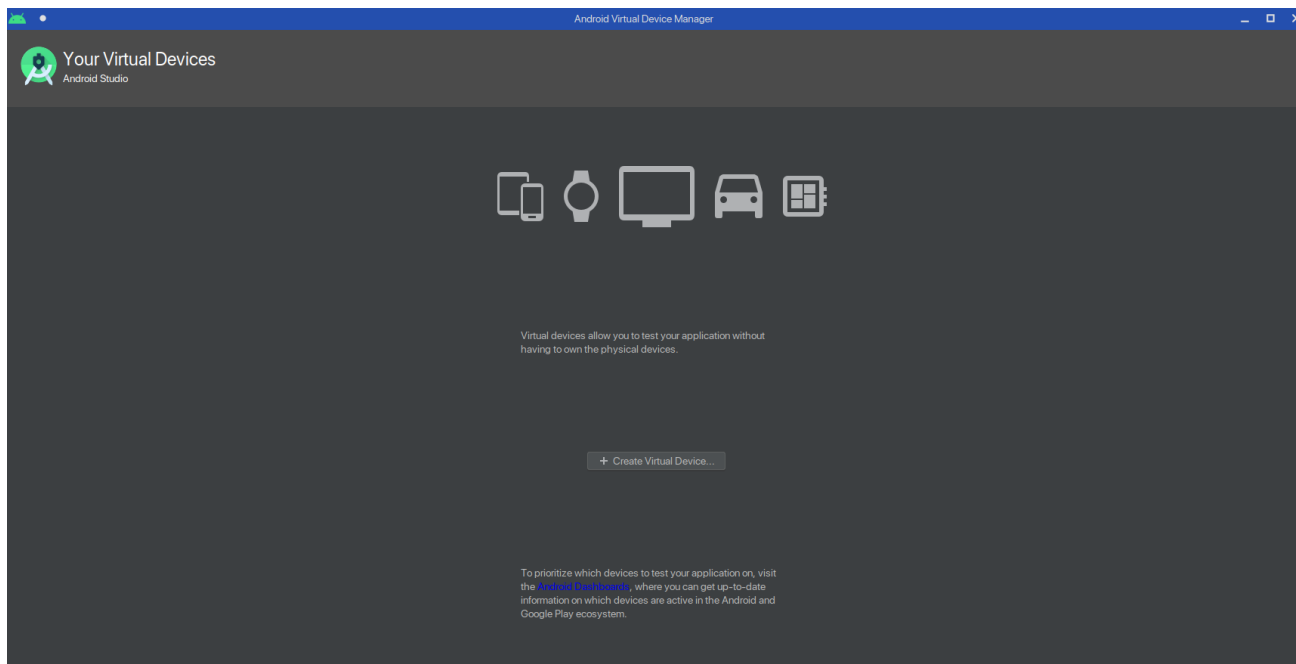 Android Virtual Device Manager
Your Virtual Devices
Android Studio
Virtual devices allow you to test your application without
having to own the physical devices.
+ Create Virtual Device...
To prioritize which devices to test your application on, visit
the Android Dashboards, where you can get up-to-date
information on which devices are active in the Android and
Google Play ecosystem.